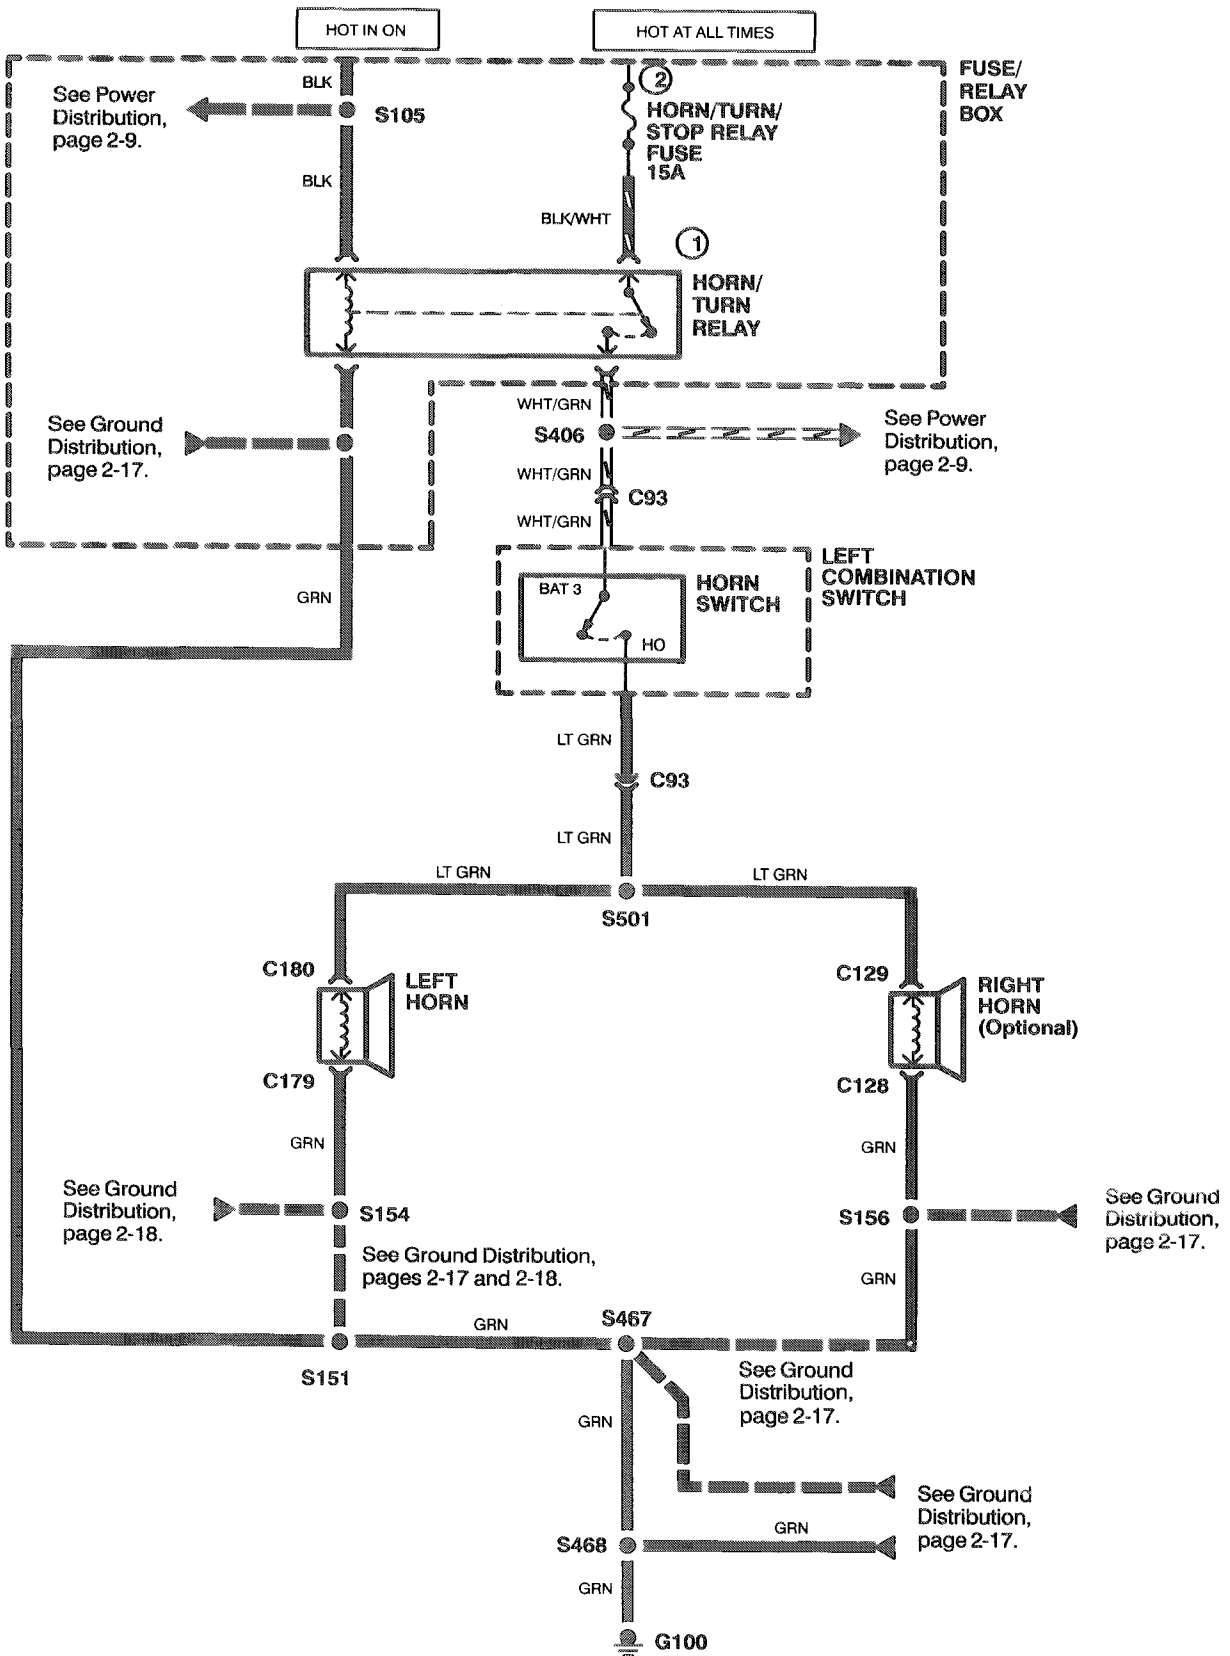 HOT IN ON
HOT AT ALL TIMES
FUSE/
RELAY
BOX
BLK
See Power
Distribution,
page 2-9.
S105
2
HORN/TURN/
STOP RELAY
FUSE
15A
BLK
BLK/WHT
1
HORN/
TURN
RELAY
WHT/GRN
See Ground
Distribution,
page 2-17.
S406
See Power
Distribution,
page 2-9.
WHT/GRN
C93
WHT/GRN
LEFT
COMBINATION
SWITCH
BAT 3
HORN
SWITCH
HO
GRN
LT GRN
C93
LT GRN
LT GRN
LT GRN
S501
C180
LEFT
HORN
C129
RIGHT
HORN
(Optional)
C179
C128
GRN
GRN
See Ground
Distribution,
page 2-18.
S154
S156
See Ground
Distribution,
page 2-17.
See Ground Distribution,
pages 2-17 and 2-18.
GRN
GRN
S467
S151
See Ground
Distribution,
page 2-17.
GRN
See Ground
Distribution,
page 2-17.
S468
GRN
GRN
G100